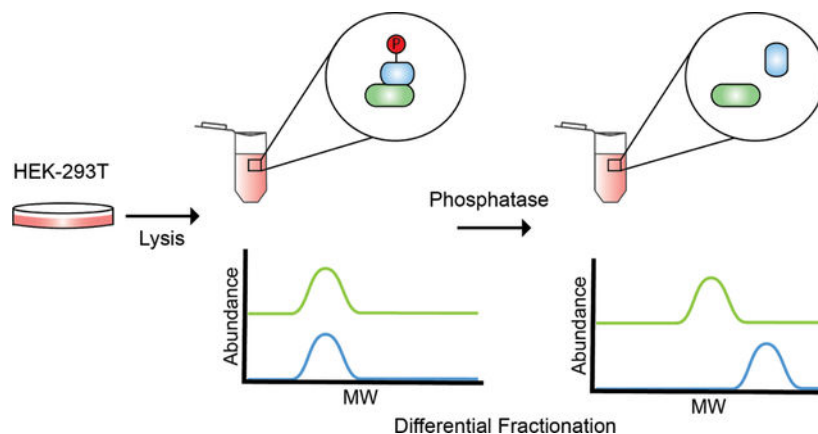 P
HEK-293T
Lysis
Phosphatase
Abundance
MW
Abundance
MW
Differential Fractionation